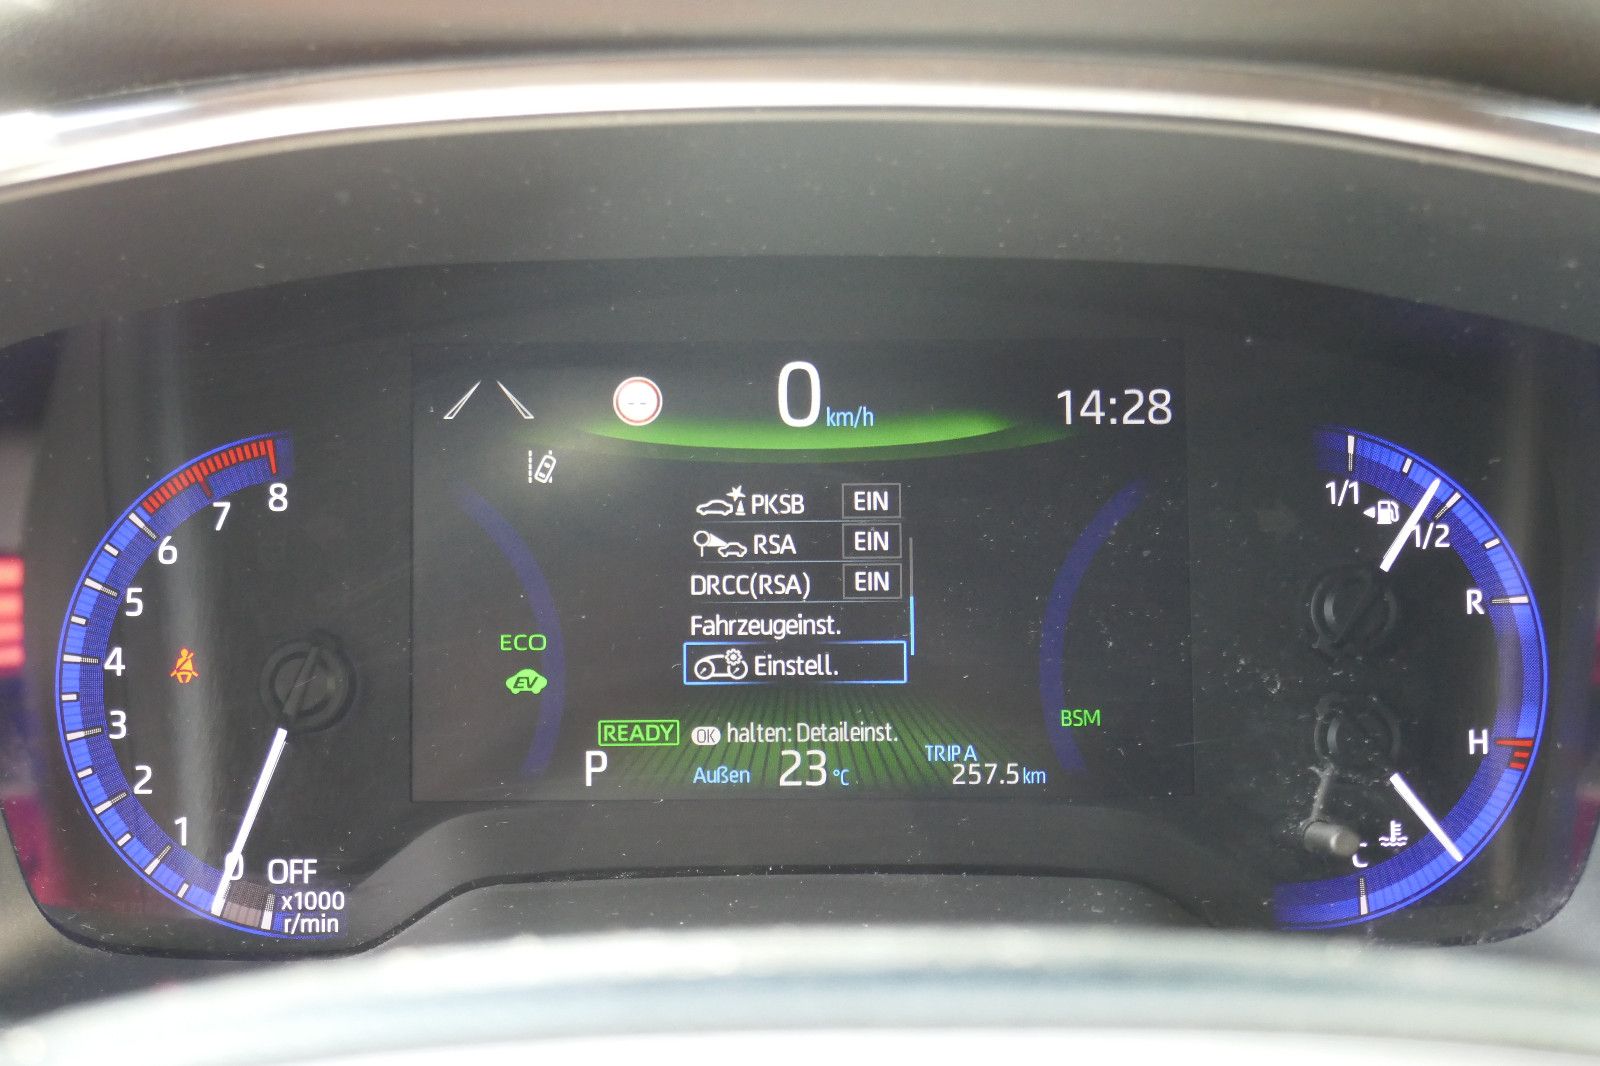 0 km/h
14:28
PKSB EIN
RSA EIN
DRCC(RSA) EIN
Fahrzeugeinst.
Einstell.
OK halten: Detaileinst.
ECO
EV
READY
P
Außen 23 °C
TRIP A
257.5 km
BSM
8
7
6
5
4
3
2
1
0
OFF
x1000
r/min
1/1
1/2
R
H
C